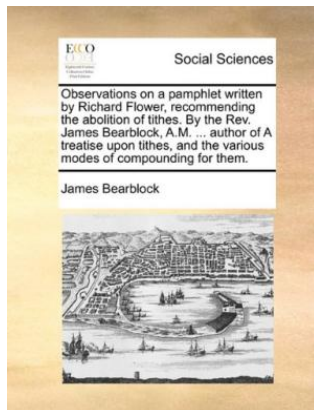 ECCO
Social Sciences
Observations on a pamphlet written
by Richard Flower, recommending
the abolition of tithes. By the Rev.
James Bearblock, A.M. ... author of A
treatise upon tithes, and the various
modes of compounding for them.
James Bearblock